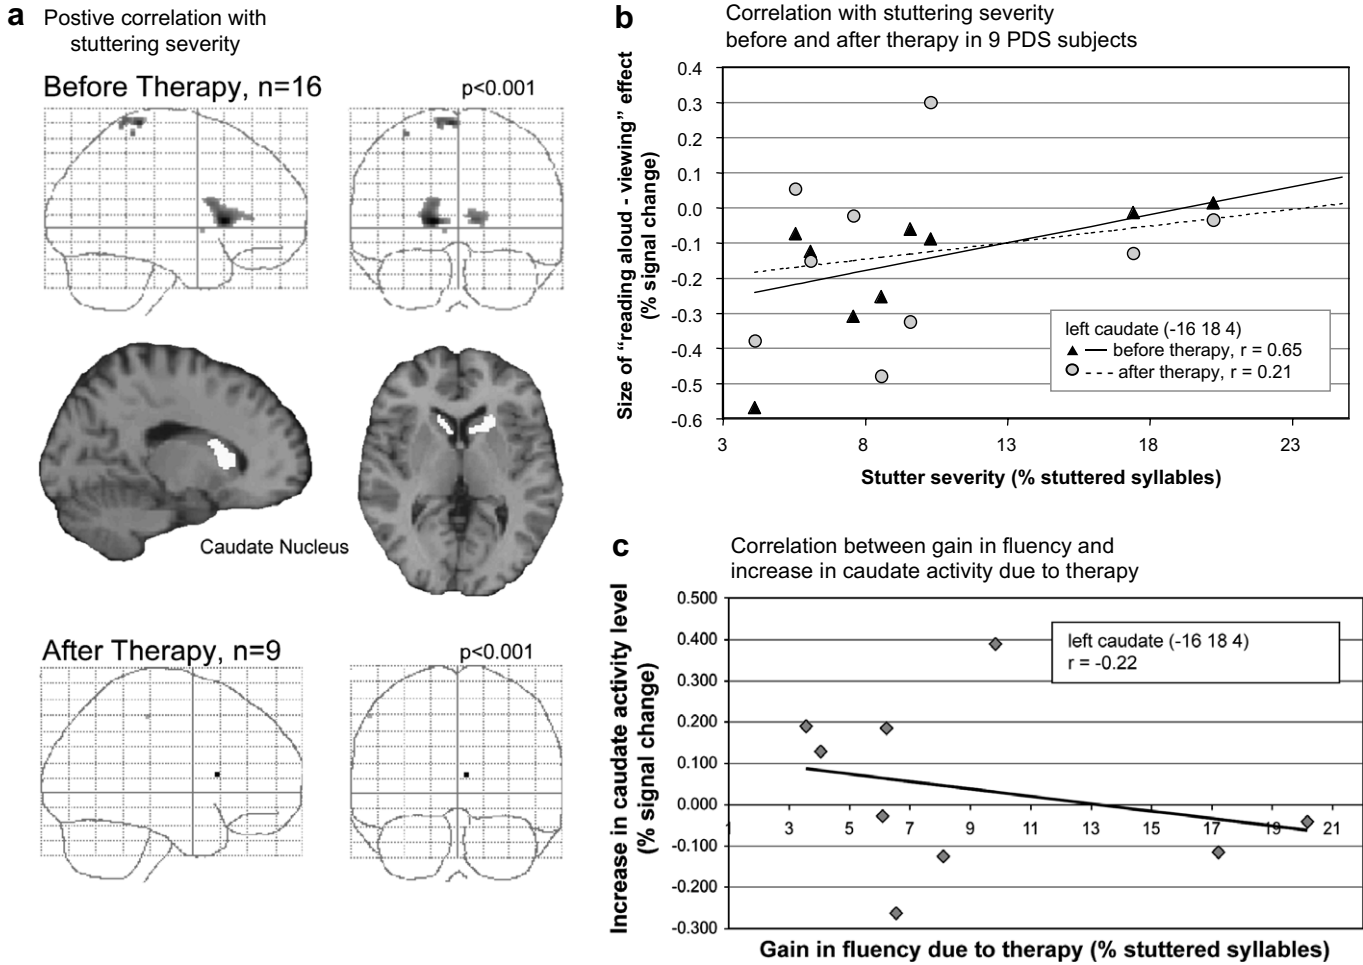 a
Postive correlation with
stuttering severity
Before Therapy, n=16
p<0.001
Caudate Nucleus
After Therapy, n=9
p<0.001
b
Correlation with stuttering severity
before and after therapy in 9 PDS subjects
Size of "reading aloud - viewing" effect
(% signal change)
0.4
0.3
0.2
0.1
0.0
-0.1
-0.2
-0.3
-0.4
-0.5
-0.6
left caudate (-16 18 4)
before therapy, r = 0.65
after therapy, r = 0.21
3 8 13 18 23
Stutter severity (% stuttered syllables)
c
Correlation between gain in fluency and
increase in caudate activity due to therapy
Increase in caudate activity level
(% signal change)
0.500
0.400
0.300
0.200
0.100
0.000
-0.100
-0.200
-0.300
left caudate (-16 18 4)
r = -0.22
1 3 5 7 9 11 13 15 17 19 21
Gain in fluency due to therapy (% stuttered syllables)